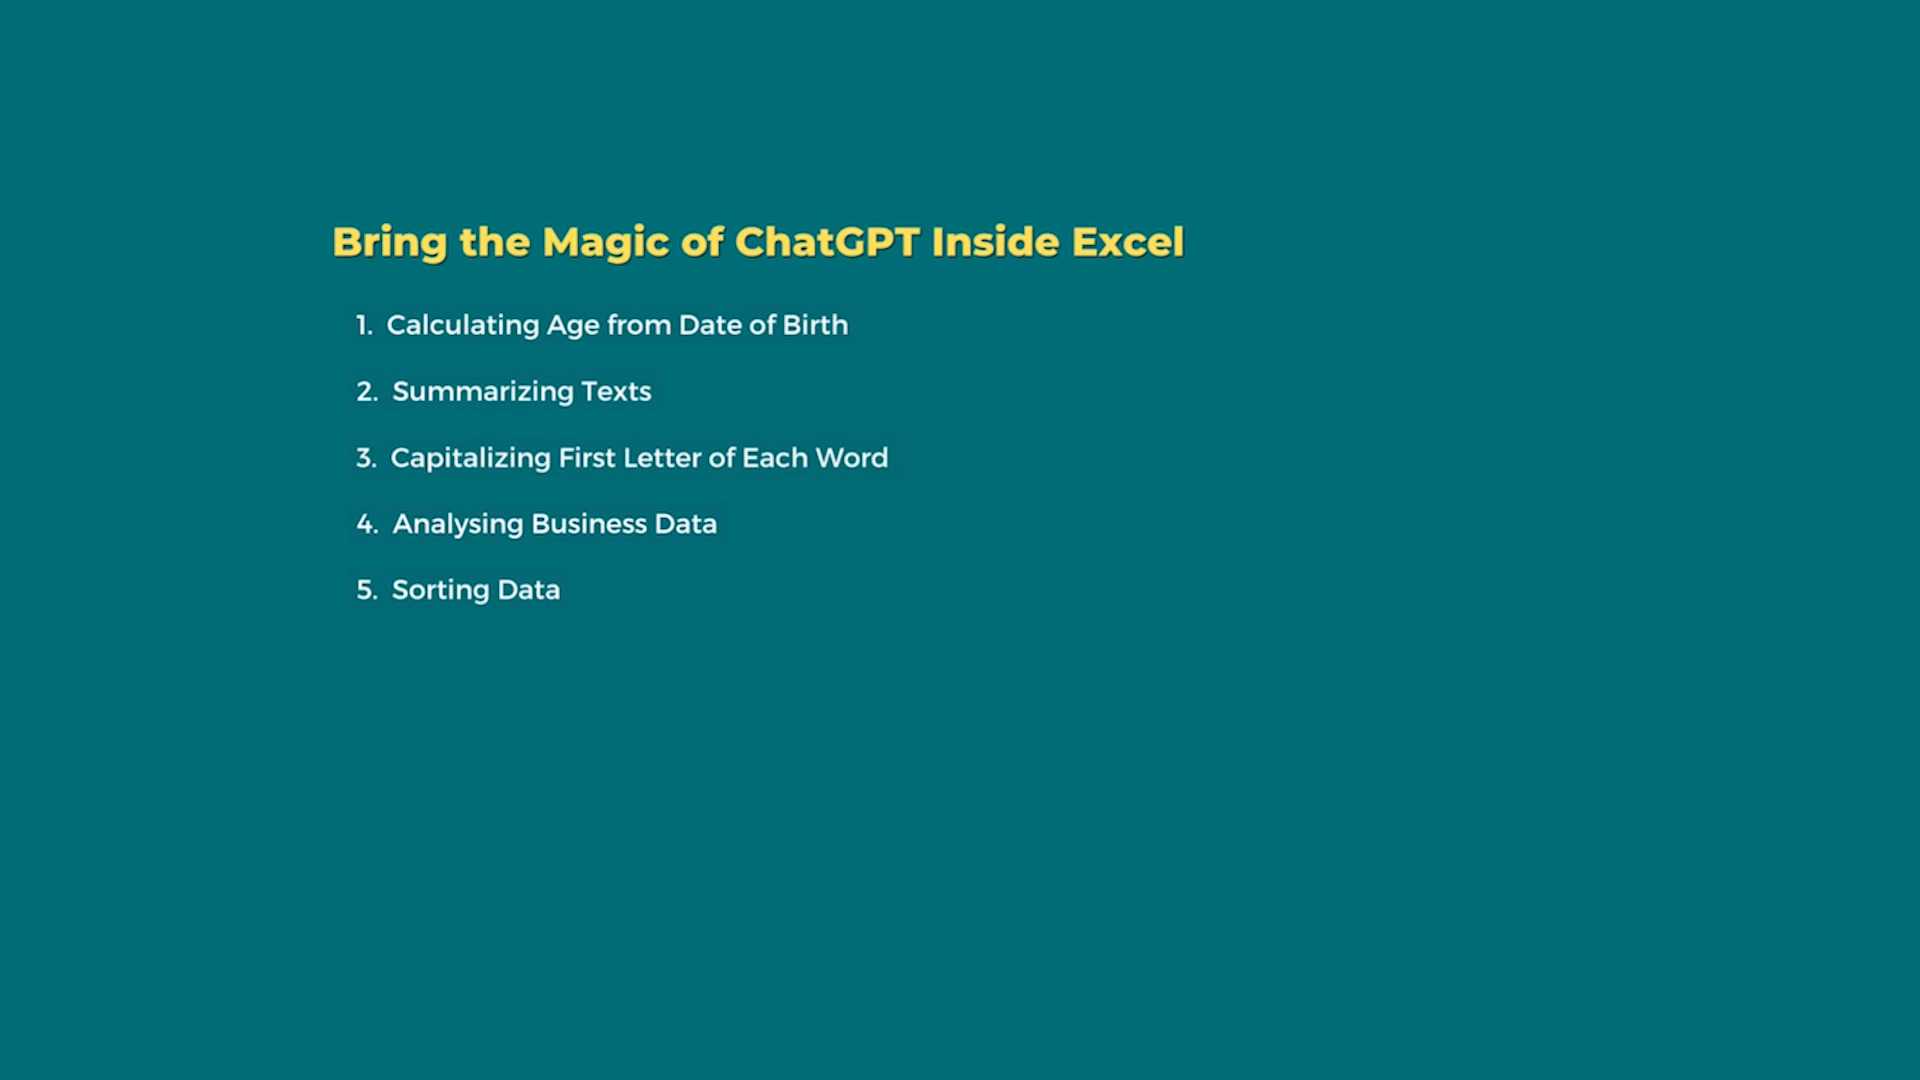 Bring the Magic of ChatGPT Inside Excel
1. Calculating Age from Date of Birth
2. Summarizing Texts
3. Capitalizing First Letter of Each Word
4. Analysing Business Data
5. Sorting Data